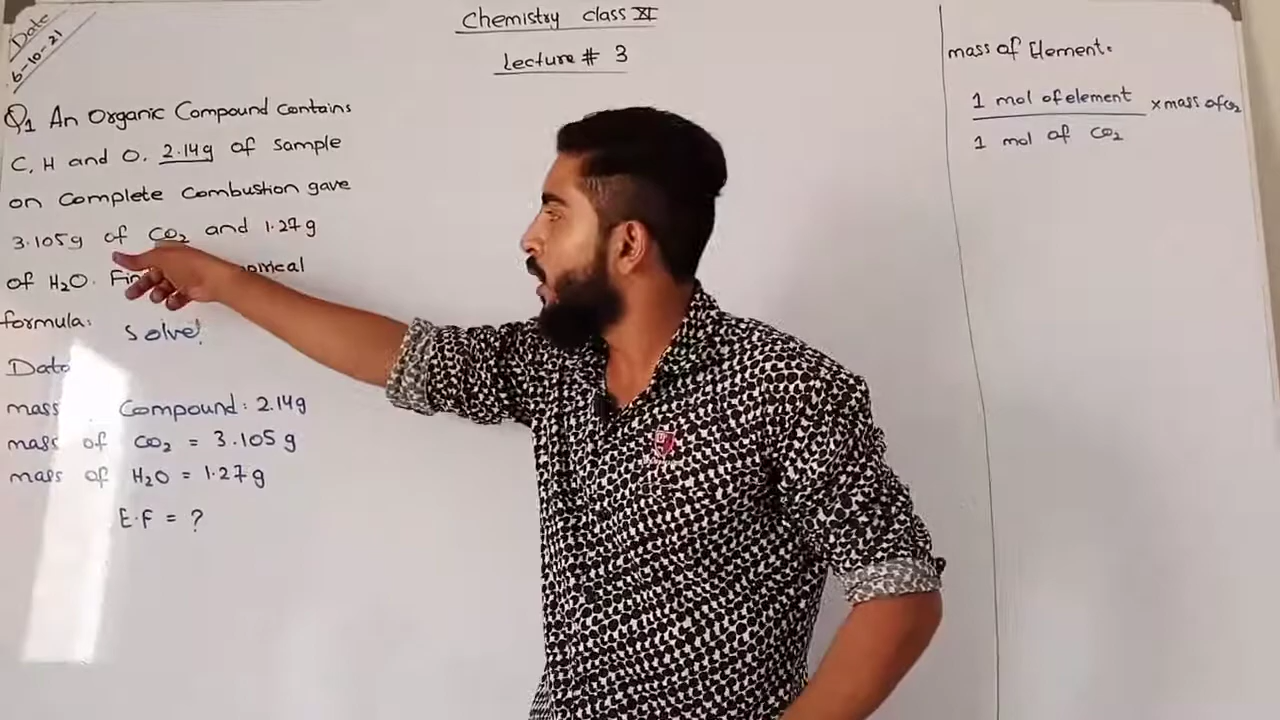 Date
6-10-21
Chemistry class XI
Lecture # 3
Q1 An Organic Compound contains
C, H and O. 2.14g of sample
on complete combustion gave
3.105g of CO2 and 1.27g
of H2O.
formula: Solve!
Data
mass Compound: 2.14g
mass of CO2 = 3.105 g
mass of H2O = 1.27g
E.F = ?
mass of Element:
1 mol of element × mass of CO2
1 mol of CO2